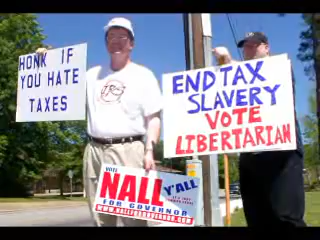 HONK IF
YOU HATE
TAXES
END TAX
SLAVERY
VOTE
LIBERTARIAN
VOTE
NALL
Y'ALL
FOR GOVERNOR